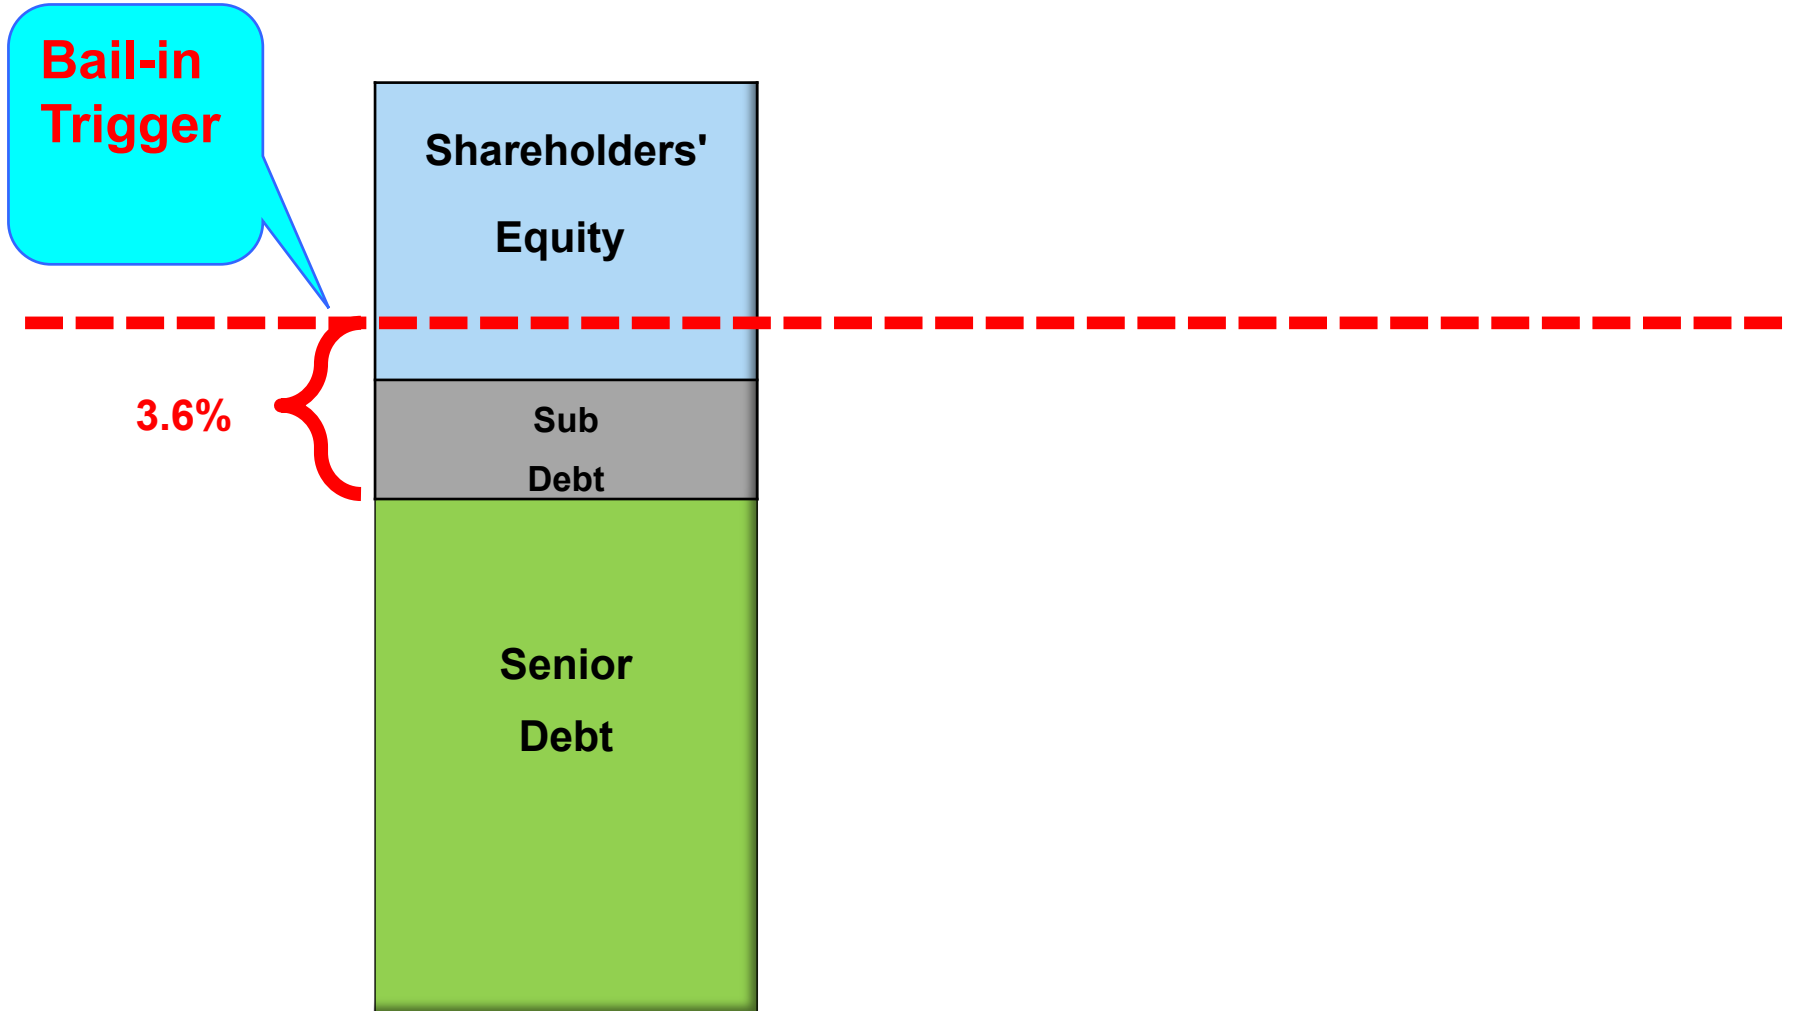 Bail-in
Trigger
Shareholders'
Equity
3.6%
Sub
Debt
Senior
Debt